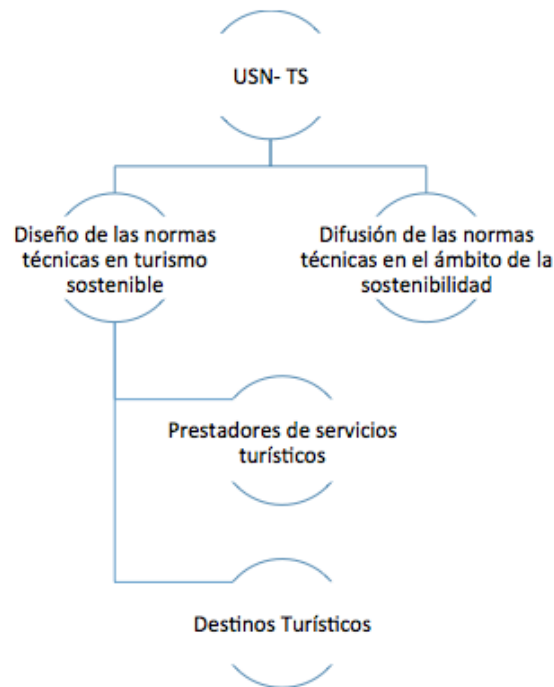 USN- TS
Diseño de las normas
técnicas en turismo
sostenible
Difusión de las normas
técnicas en el ámbito de la
sostenibilidad
Prestadores de servicios
turísticos
Destinos Turísticos